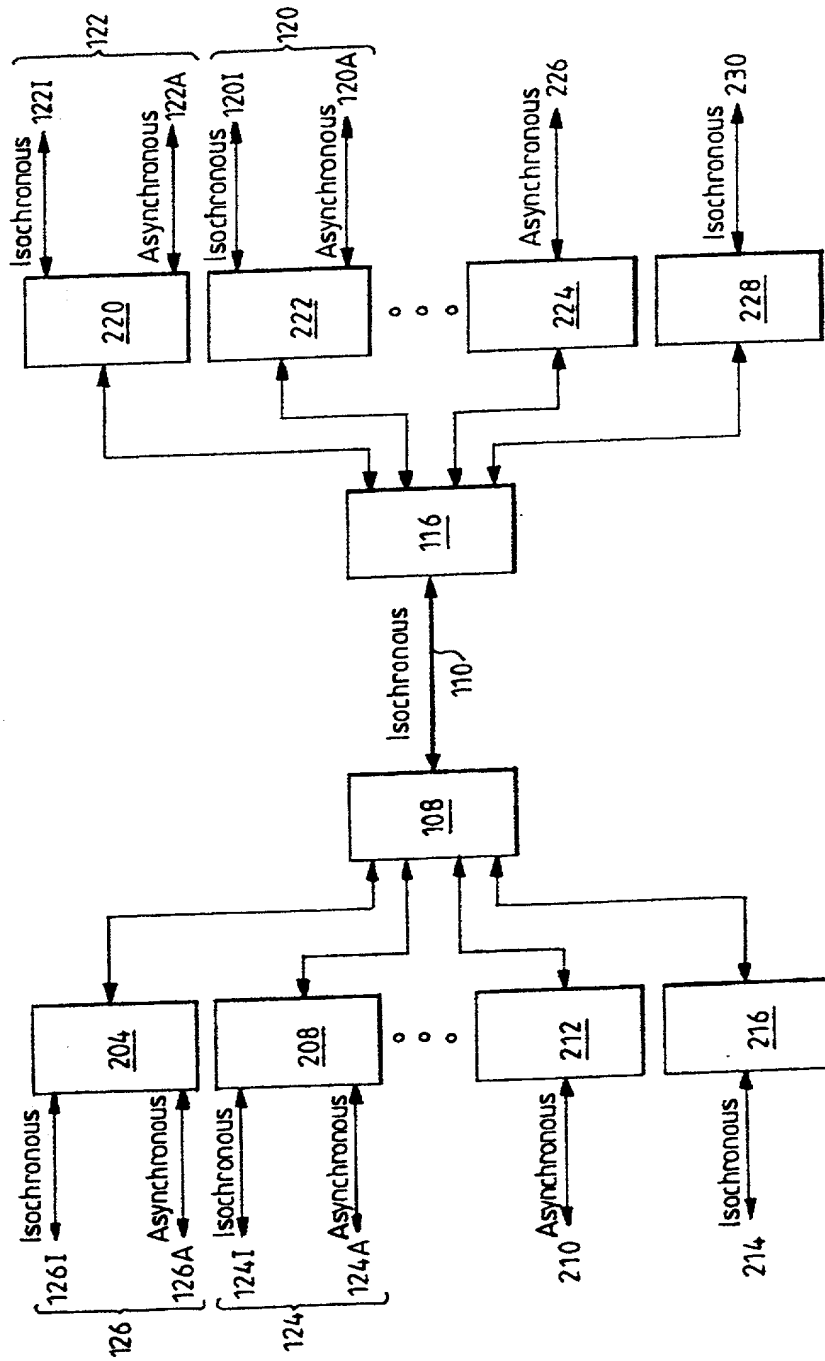 Isochronous
126I
Asynchronous
126A
126
204
Isochronous
124I
Asynchronous
124A
124
208
Asynchronous
210
212
Isochronous
214
216
108
Isochronous
110
116
220
Isochronous
122I
Asynchronous
122A
122
222
Isochronous
120I
Asynchronous
120A
120
224
Asynchronous
226
228
Isochronous
230